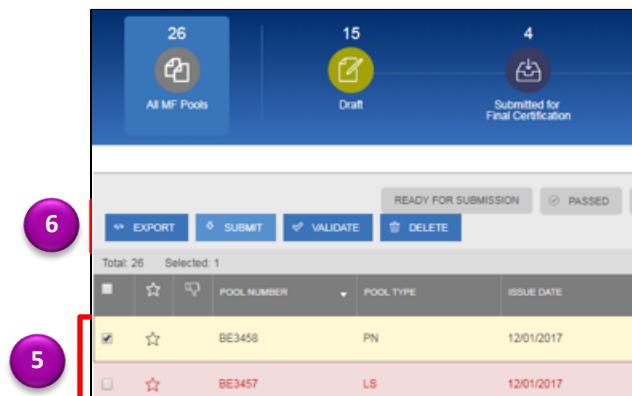 26
15
4
All MF Pools
Draft
Submitted for
Final Certification
READY FOR SUBMISSION
PASSED
6
EXPORT
SUBMIT
VALIDATE
DELETE
Total: 26 Selected: 1
POOL NUMBER
POOL TYPE
ISSUE DATE
BE3458
PN
12/01/2017
5
BE3457
LS
12/01/2017